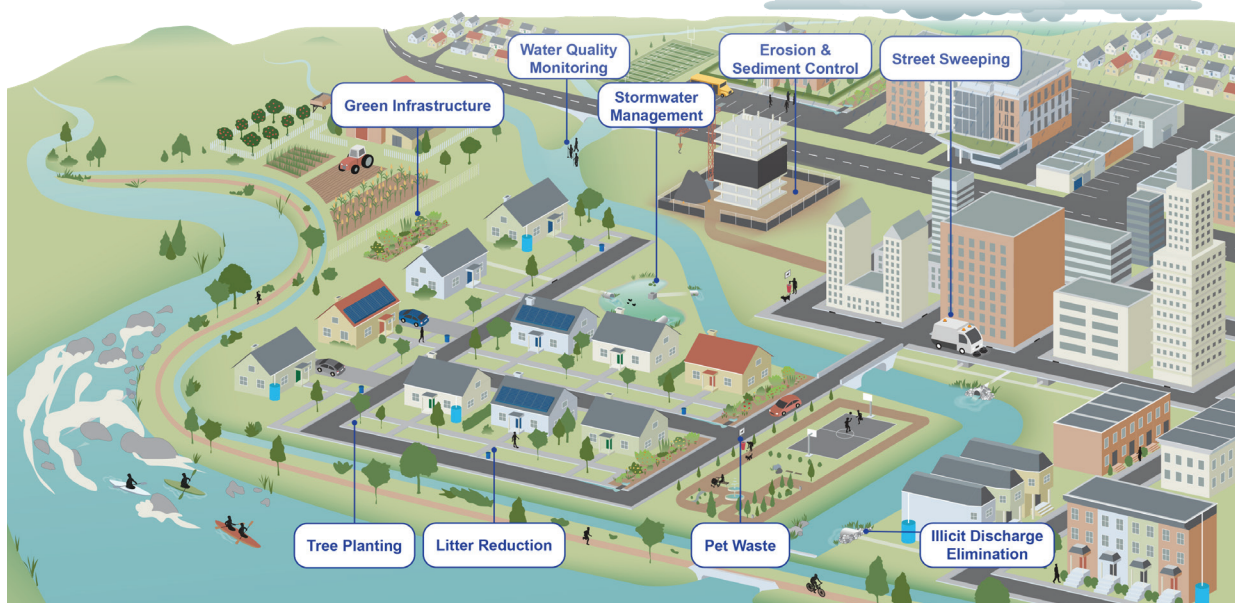 Water Quality
Monitoring
Erosion &
Sediment Control
Street Sweeping
Green Infrastructure
Stormwater
Management
Tree Planting
Litter Reduction
Pet Waste
Illicit Discharge
Elimination